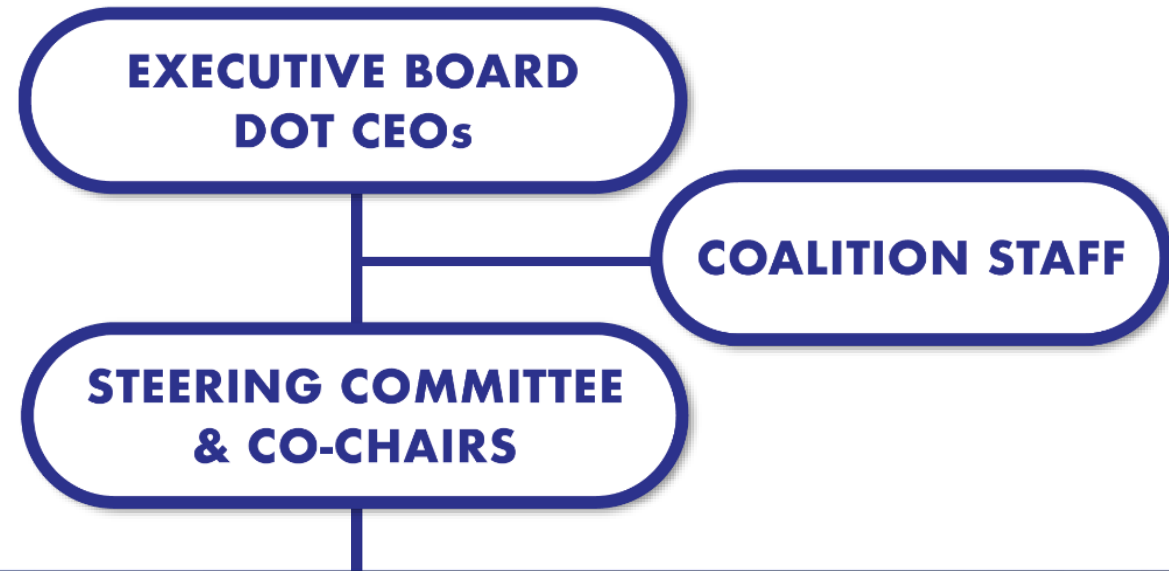 EXECUTIVE BOARD
DOT CEOs
COALITION STAFF
STEERING COMMITTEE
& CO-CHAIRS